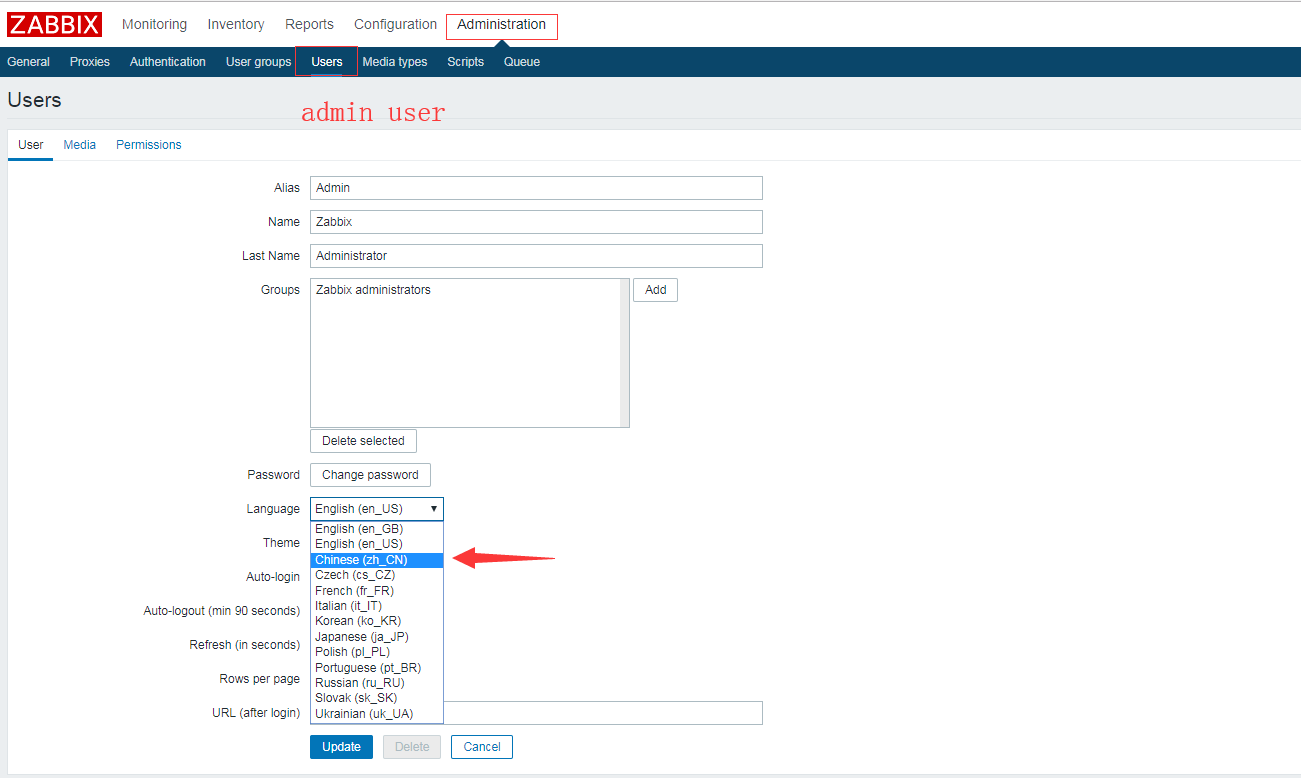 ZABBIX Monitoring Inventory Reports Configuration Administration
General Proxies Authentication User groups Users Media types Scripts Queue
Users
admin user
User Media Permissions
Alias Admin
Name Zabbix
Last Name Administrator
Groups Zabbix administrators Add
Delete selected
Password Change password
Language English (en_US)
English (en_GB)
Theme English (en_US)
Chinese (zh_CN)
Auto-login Czech (cs_CZ)
French (fr_FR)
Auto-logout (min 90 seconds) Italian (it_IT)
Korean (ko_KR)
Refresh (in seconds) Japanese (ja_JP)
Polish (pl_PL)
Rows per page Portuguese (pt_BR)
Russian (ru_RU)
Slovak (sk_SK)
URL (after login) Ukrainian (uk_UA)
Update Delete Cancel